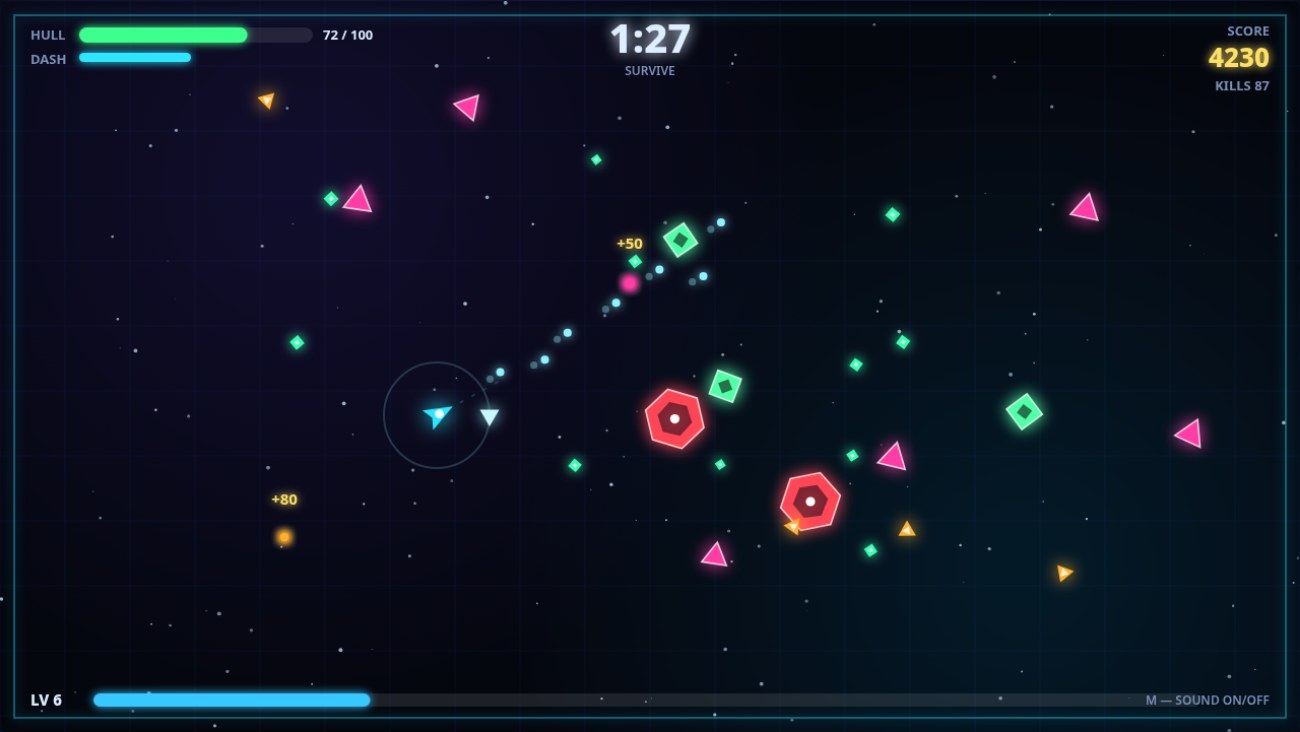 HULL 72 / 100
DASH
1:27
SURVIVE
SCORE
4230
KILLS 87
+50
+80
LV 6
M — SOUND ON/OFF